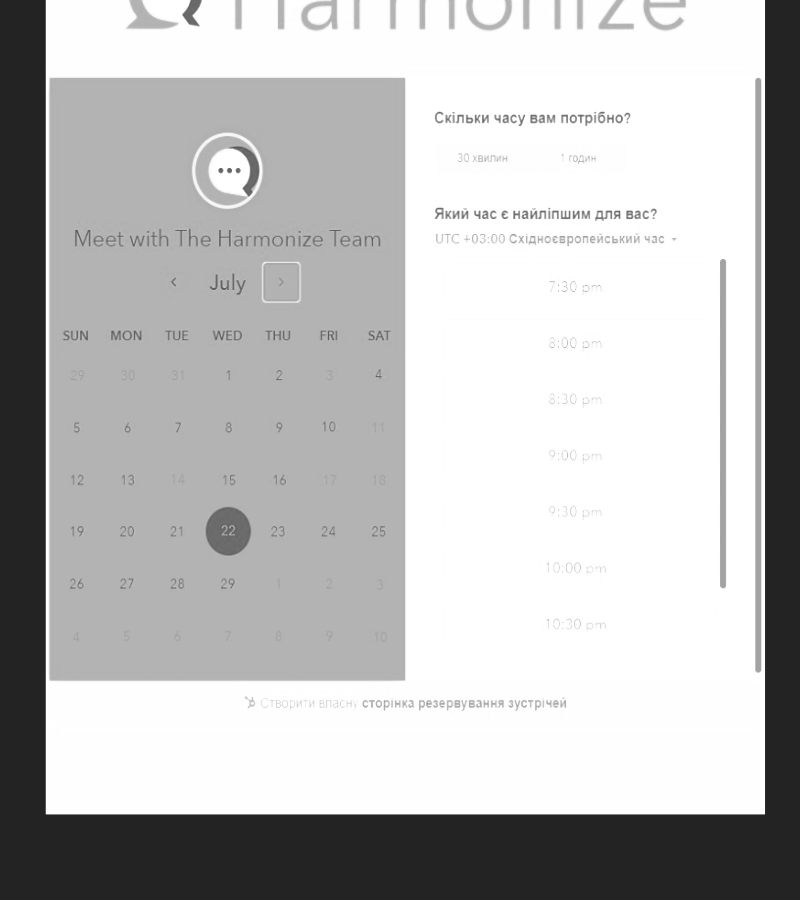 Harmonize
Meet with The Harmonize Team
July
SUN MON TUE WED THU FRI SAT
29 30 31 1 2 3 4
5 6 7 8 9 10 11
12 13 14 15 16 17 18
19 20 21 22 23 24 25
26 27 28 29 1 2 3
4 5 6 7 8 9 10
Скільки часу вам потрібно?
30 хвилин 1 годин
Який час є найліпшим для вас?
UTC +03:00 Східноєвропейський час
7:30 pm
8:00 pm
8:30 pm
9:00 pm
9:30 pm
10:00 pm
10:30 pm
Створити власну сторінка резервування зустрічей